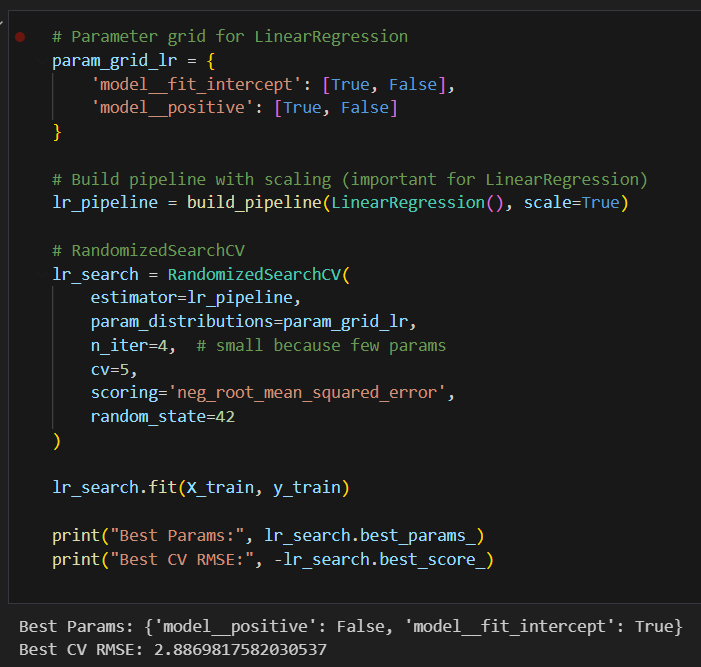 # Parameter grid for LinearRegression
param_grid_lr = {
    'model__fit_intercept': [True, False],
    'model__positive': [True, False]
}
# Build pipeline with scaling (important for LinearRegression)
lr_pipeline = build_pipeline(LinearRegression(), scale=True)
# RandomizedSearchCV
lr_search = RandomizedSearchCV(
    estimator=lr_pipeline,
    param_distributions=param_grid_lr,
    n_iter=4,  # small because few params
    cv=5,
    scoring='neg_root_mean_squared_error',
    random_state=42
)
lr_search.fit(X_train, y_train)
print("Best Params:", lr_search.best_params_)
print("Best CV RMSE:", -lr_search.best_score_)
Best Params: {'model__positive': False, 'model__fit_intercept': True}
Best CV RMSE: 2.8869817582030537